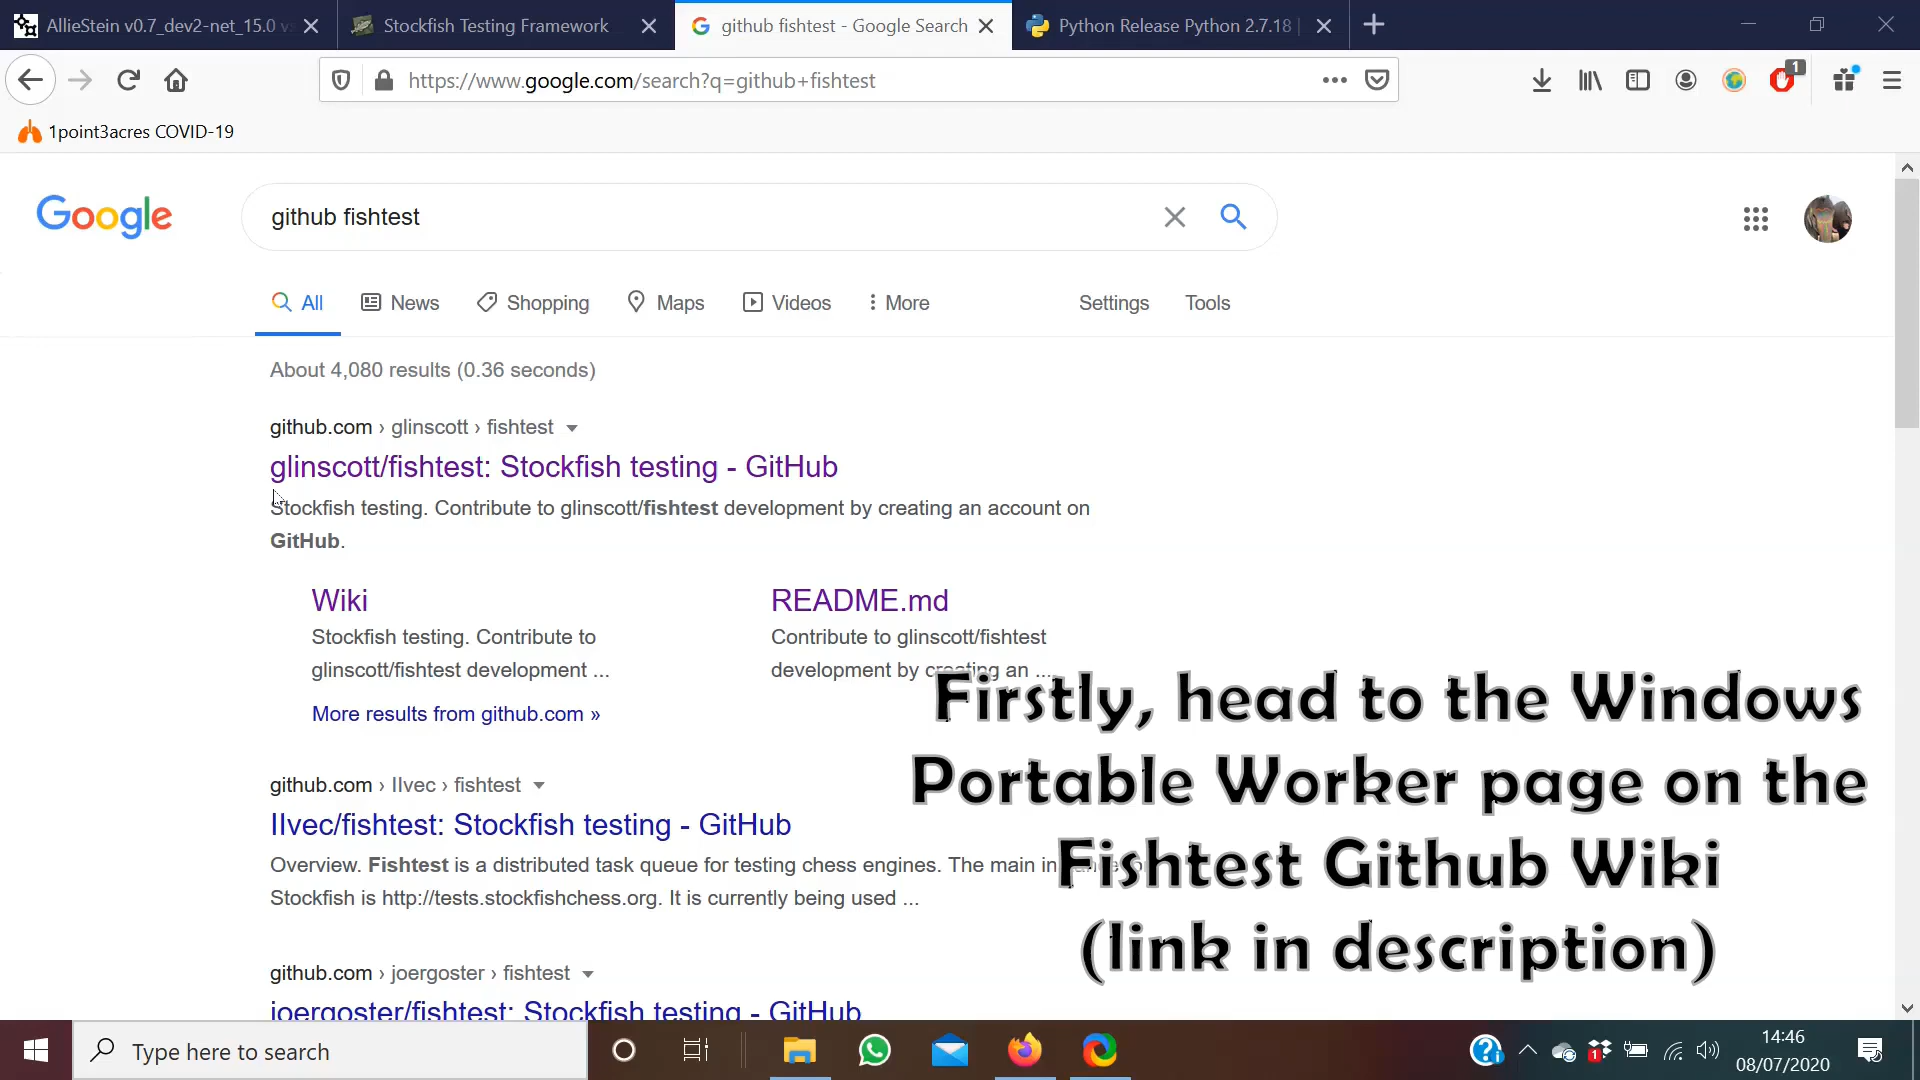 AllieStein v0.7_dev2-net_15.0 vs
Stockfish Testing Framework
github fishtest - Google Search
Python Release Python 2.7.18 |
https://www.google.com/search?q=github+fishtest
1
1point3acres COVID-19
Google
github fishtest
All
News
Shopping
Maps
Videos
More
Settings
Tools
About 4,080 results (0.36 seconds)
github.com › glinscott › fishtest
glinscott/fishtest: Stockfish testing - GitHub
Stockfish testing. Contribute to glinscott/fishtest development by creating an account on
GitHub.
Wiki
README.md
Stockfish testing. Contribute to
glinscott/fishtest development ...
Contribute to glinscott/fishtest
development by creating an ...
More results from github.com »
Firstly, head to the Windows
Portable Worker page on the
Fishtest Github Wiki
(link in description)
github.com › IIvec › fishtest
IIvec/fishtest: Stockfish testing - GitHub
Overview. Fishtest is a distributed task queue for testing chess engines. The main
Stockfish is http://tests.stockfishchess.org. It is currently being used ...
github.com › joergoster › fishtest
joergoster/fishtest: Stockfish testing - GitHub
Type here to search
1
14:46
08/07/2020